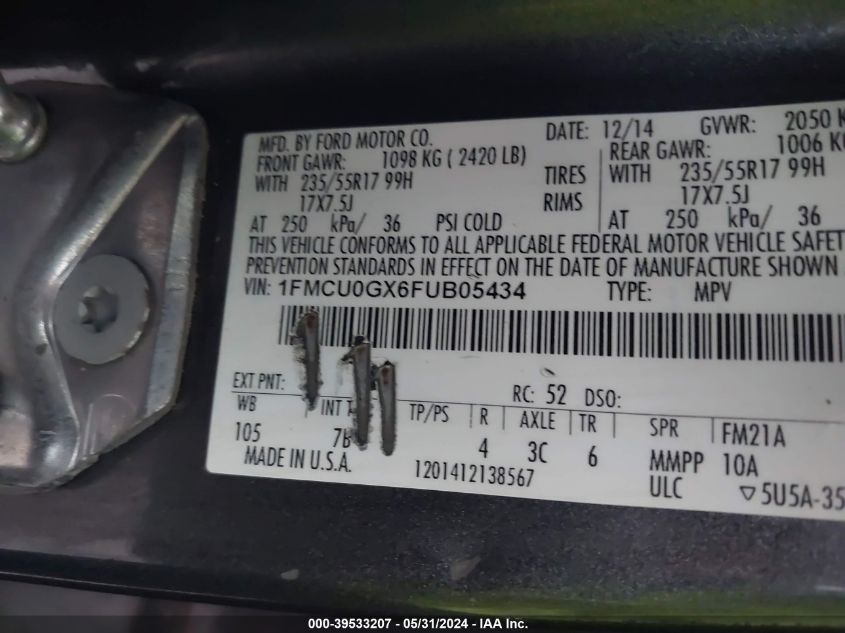 MFD. BY FORD MOTOR CO. DATE: 12/14 GVWR: 2050 K
FRONT GAWR: 1098 KG ( 2420 LB) REAR GAWR: 1006 KG
WITH 235/55R17 99H TIRES WITH 235/55R17 99H
17X7.5J RIMS 17X7.5J
AT 250 kPa/ 36 PSI COLD AT 250 kPa/ 36
THIS VEHICLE CONFORMS TO ALL APPLICABLE FEDERAL MOTOR VEHICLE SAFET
PREVENTION STANDARDS IN EFFECT ON THE DATE OF MANUFACTURE SHOWN
VIN: 1FMCU0GX6FUB05434 TYPE: MPV
EXT PNT: RC: 52 DSO:
WB INT T TP/PS R AXLE TR SPR FM21A
105 7B 4 3C 6 MMPP 10A
MADE IN U.S.A. 1201412138567 ULC ▽5U5A-35
000-39533207 - 05/31/2024 - IAA Inc.